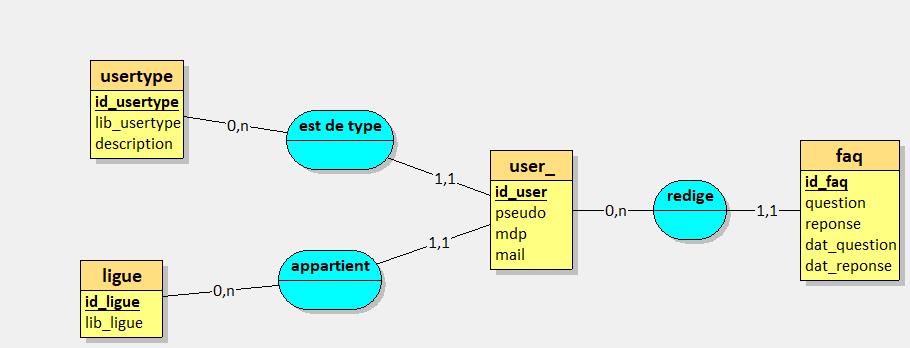 usertype
id_usertype
lib_usertype
description
0,n
est de type
1,1
user_
id_user
pseudo
mdp
mail
0,n
redige
1,1
faq
id_faq
question
reponse
dat_question
dat_reponse
ligue
id_ligue
lib_ligue
0,n
appartient
1,1